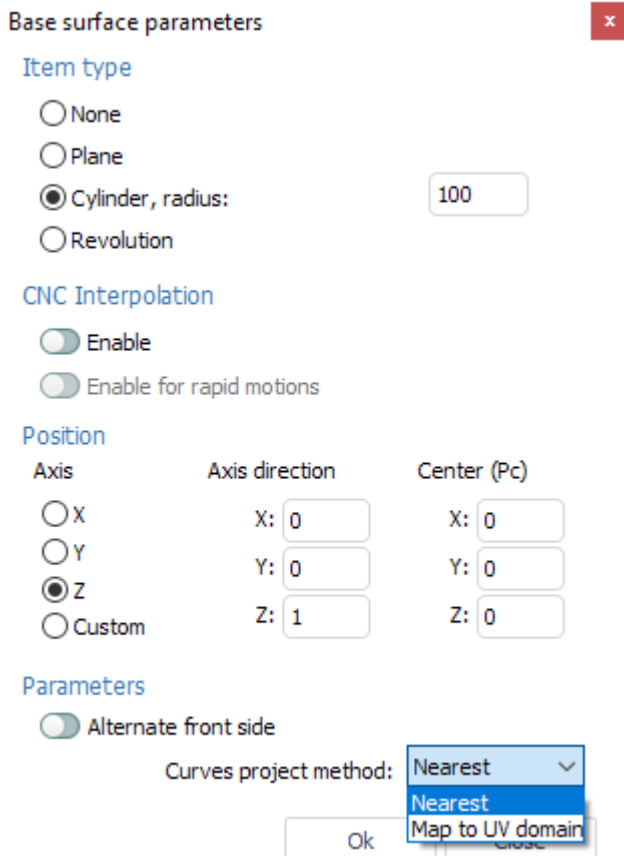 Base surface parameters x
Item type
None
Plane
Cylinder, radius: 100
Revolution
CNC Interpolation
Enable
Enable for rapid motions
Position
Axis Axis direction Center (Pc)
X X: 0 X: 0
Y Y: 0 Y: 0
Z Z: 1 Z: 0
Custom
Parameters
Alternate front side
Curves project method: Nearest
Nearest
Map to UV domain
Ok Close